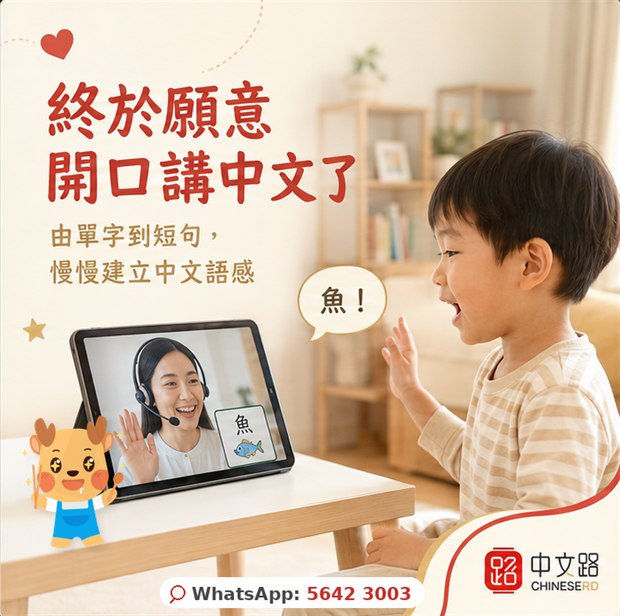 終於願意
開口講中文了
由單字到短句，
慢慢建立中文語感
魚！
魚
路
中文路
CHINESERD
WhatsApp: 5642 3003